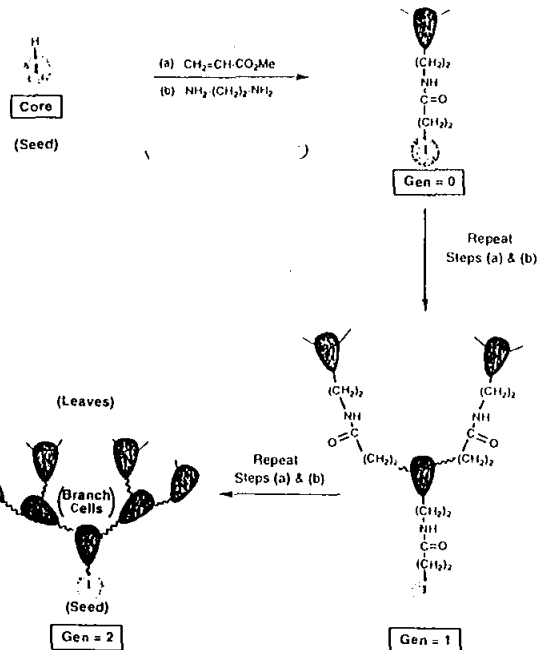 H
Core
(Seed)
(a) CH₂=CH·CO₂Me
(b) NH₂·(CH₂)₂·NH₂
(CH₂)₂
NH
C=O
(CH₂)₂
I
Gen = 0
Repeat
Steps (a) & (b)
(CH₂)₂
NH
O
CH₂
CH₂
(CH₂)₂
NH
O
(CH₂)₂
(CH₂)₂
NH
C=O
(CH₂)₂
I
Gen = 1
Repeat
Steps (a) & (b)
(Leaves)
(Branch
Cells)
I
(Seed)
Gen = 2